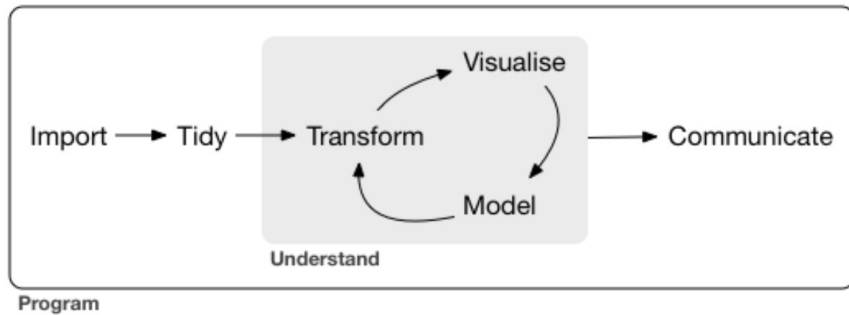 Visualise
Import
Tidy
Transform
Communicate
Model
Understand
Program